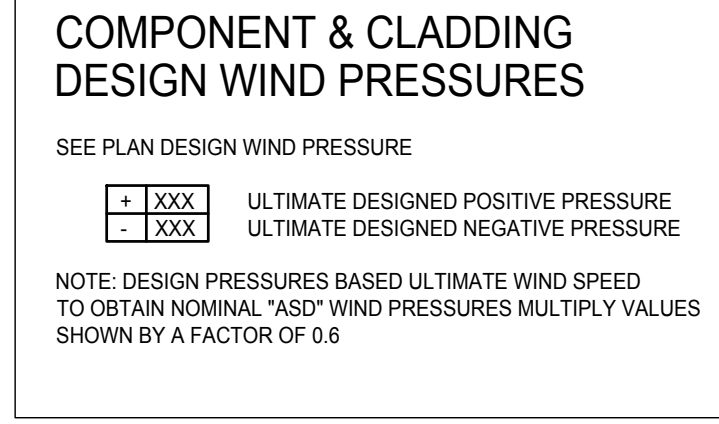 COMPONENT & CLADDING
DESIGN WIND PRESSURES
SEE PLAN DESIGN WIND PRESSURE
+ XXX ULTIMATE DESIGNED POSITIVE PRESSURE
- XXX ULTIMATE DESIGNED NEGATIVE PRESSURE
NOTE: DESIGN PRESSURES BASED ULTIMATE WIND SPEED
TO OBTAIN NOMINAL "ASD" WIND PRESSURES MULTIPLY VALUES
SHOWN BY A FACTOR OF 0.6